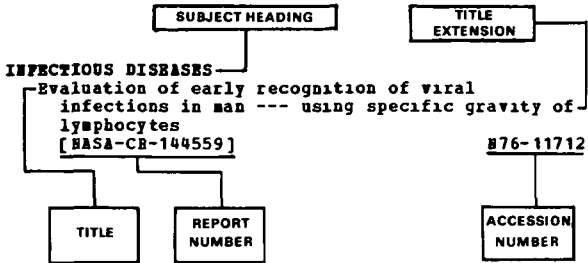 SUBJECT HEADING
TITLE
EXTENSION
INFECTIOUS DISEASES
Evaluation of early recognition of viral
infections in man --- using specific gravity of
lymphocytes
[NASA-CR-144559]
N76-11712
TITLE
REPORT
NUMBER
ACCESSION
NUMBER